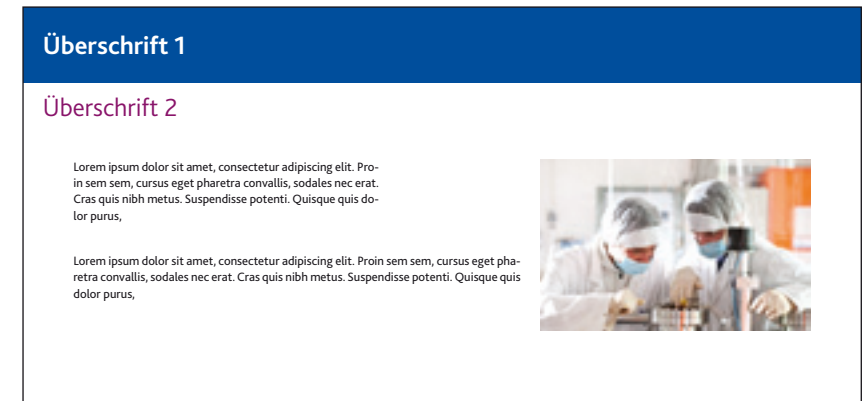 Überschrift 1
Überschrift 2
Lorem ipsum dolor sit amet, consectetur adipiscing elit. Pro-
in sem sem, cursus eget pharetra convallis, sodales nec erat.
Cras quis nibh metus. Suspendisse potenti. Quisque quis do-
lor purus,
Lorem ipsum dolor sit amet, consectetur adipiscing elit. Proin sem sem, cursus eget pha-
retra convallis, sodales nec erat. Cras quis nibh metus. Suspendisse potenti. Quisque quis
dolor purus,